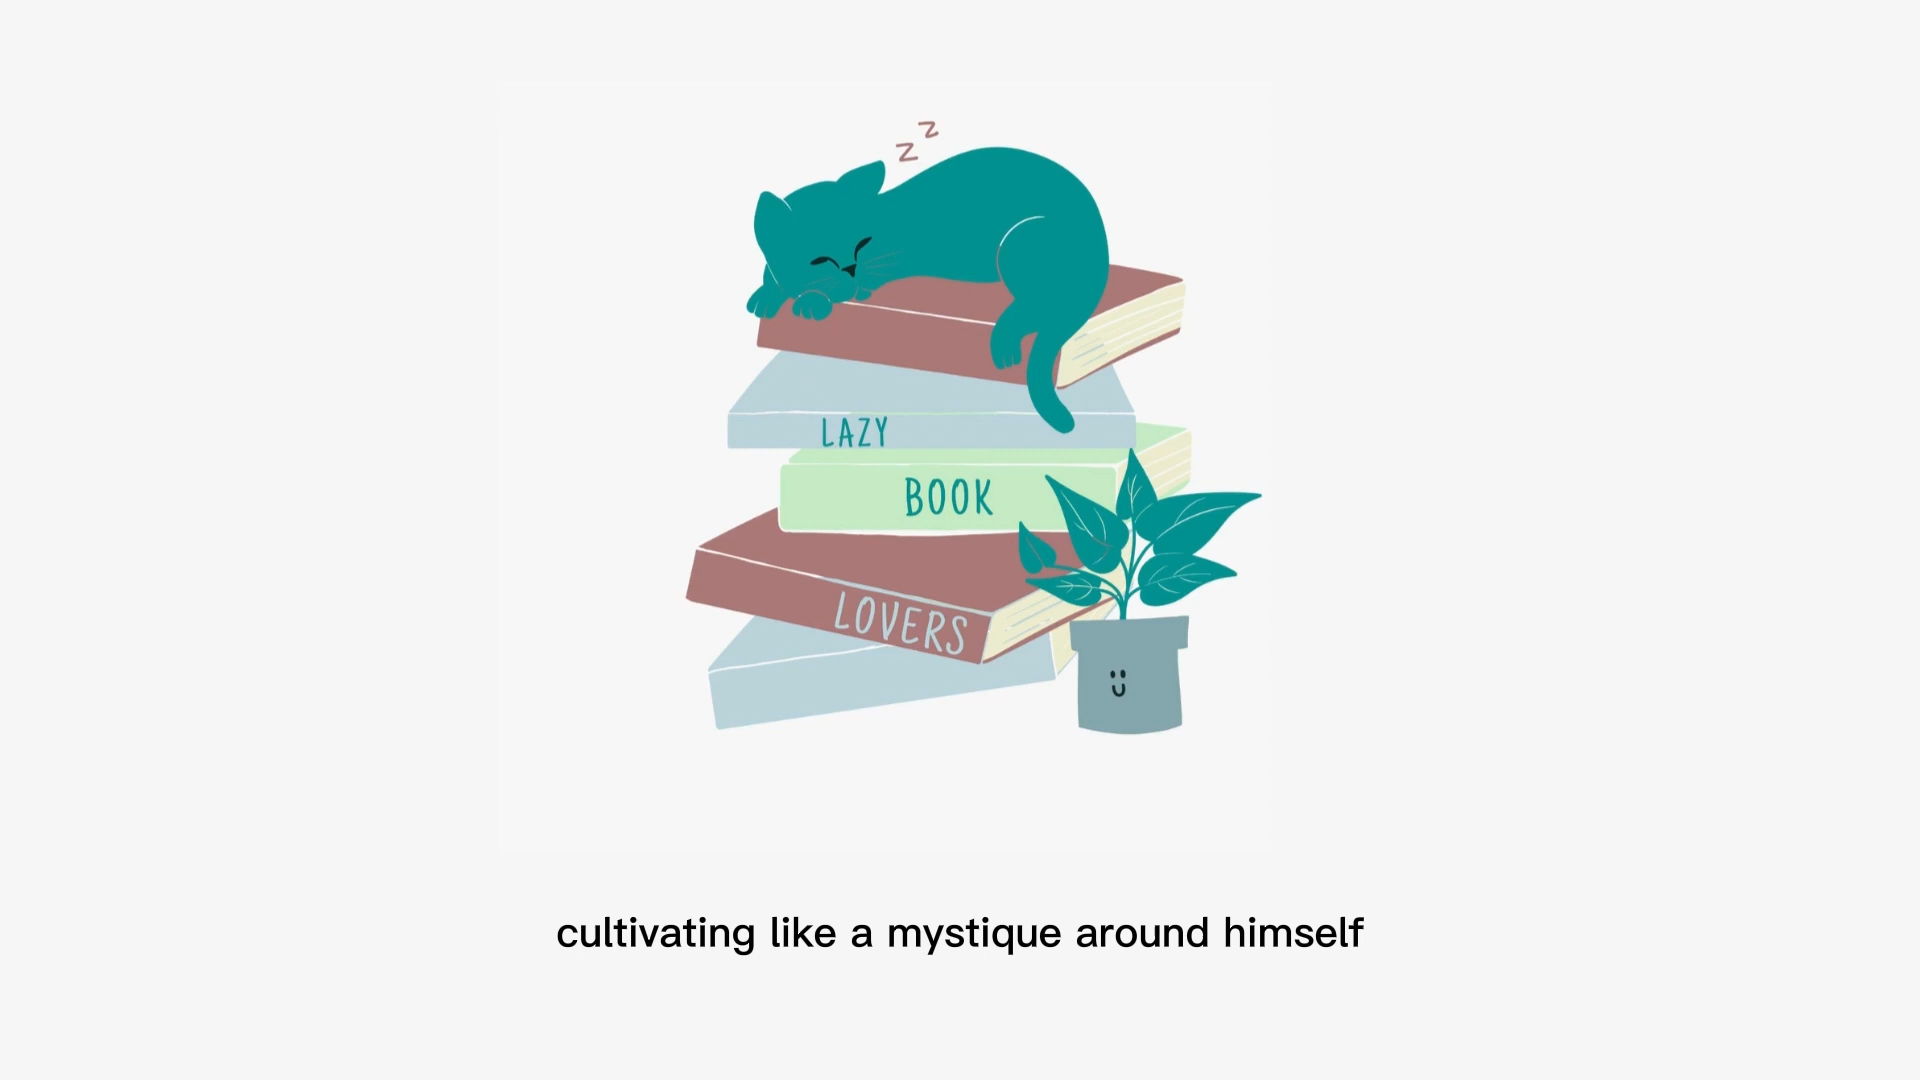 z
z
LAZY
BOOK
LOVERS
cultivating like a mystique around himself